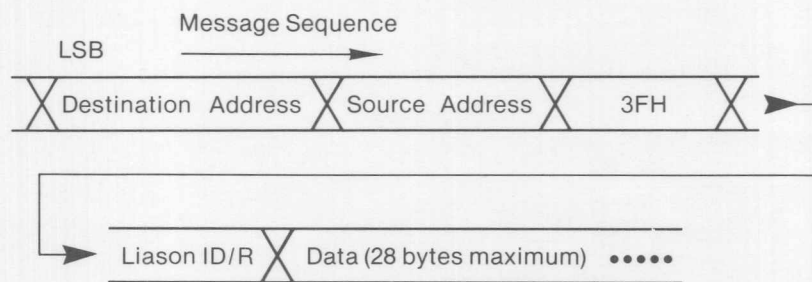 Message Sequence
LSB
Destination Address Source Address 3FH
Liason ID/R Data (28 bytes maximum) •••••